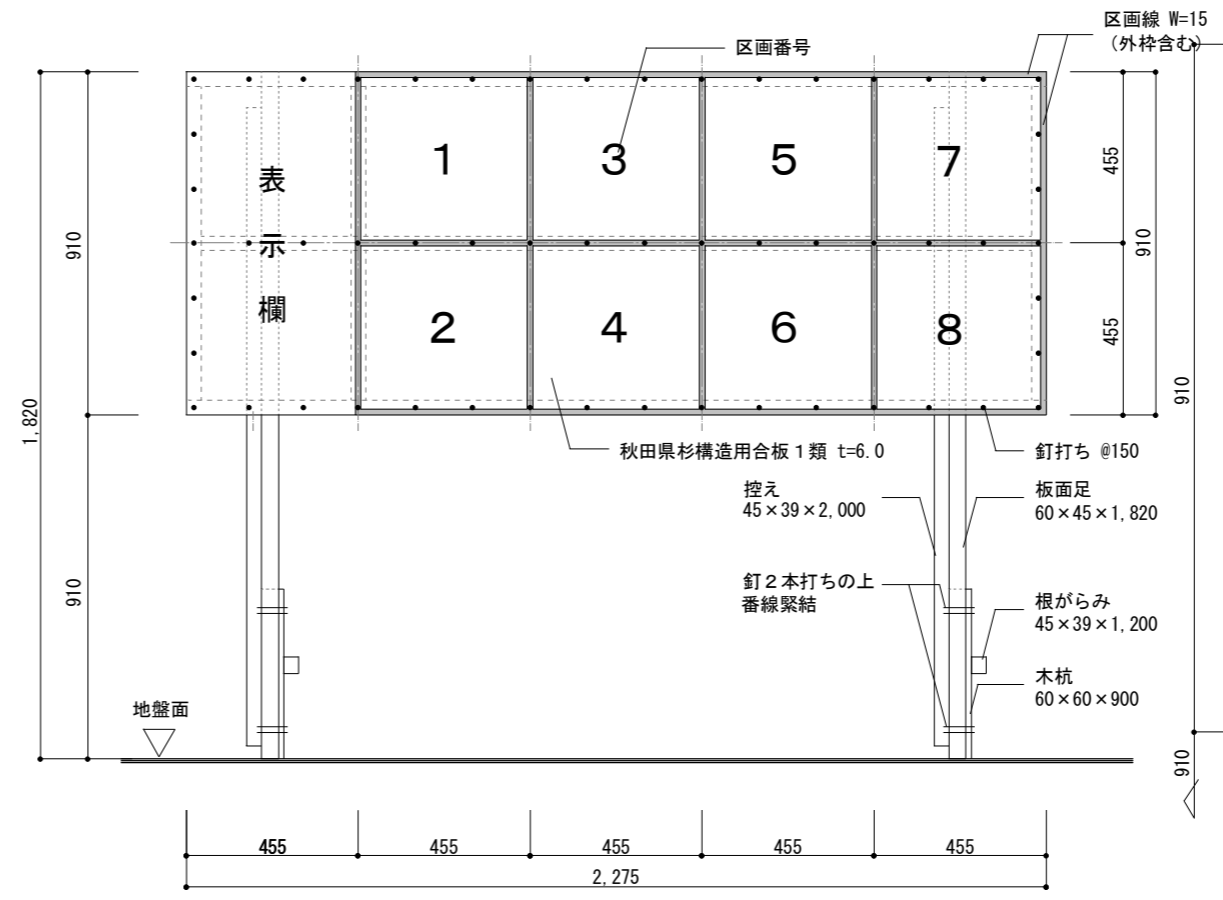 区画線 W=15
（外枠含む）
区画番号
1
3
5
7
表
示
欄
2
4
6
8
455
455
910
910
910
910
910
1,820
秋田県杉構造用合板１類 t=6.0
釘打ち @150
控え
45×39×2,000
板面足
60×45×1,820
釘２本打ちの上
番線緊結
根がらみ
45×39×1,200
木杭
60×60×900
地盤面
455
455
455
455
455
2,275